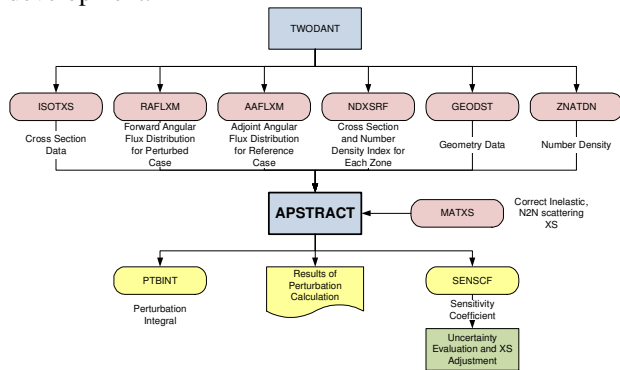 TWODANT
ISOTXS
RAFLXM
AAFLXM
NDXSRF
GEODST
ZNATDN
Cross Section
Data
Forward Angular
Flux Distribution
for Perturbed
Case
Adjoint Angular
Flux Distribution
for Reference
Case
Cross Section
and Number
Density Index for
Each Zone
Geometry Data
Number Density
APSTRACT
MATXS
Correct Inelastic,
N2N scattering
XS
PTBINT
Results of
Perturbation
Calculation
SENSCF
Perturbation
Integral
Sensitivity
Coefficient
Uncertainty
Evaluation and XS
Adjustment